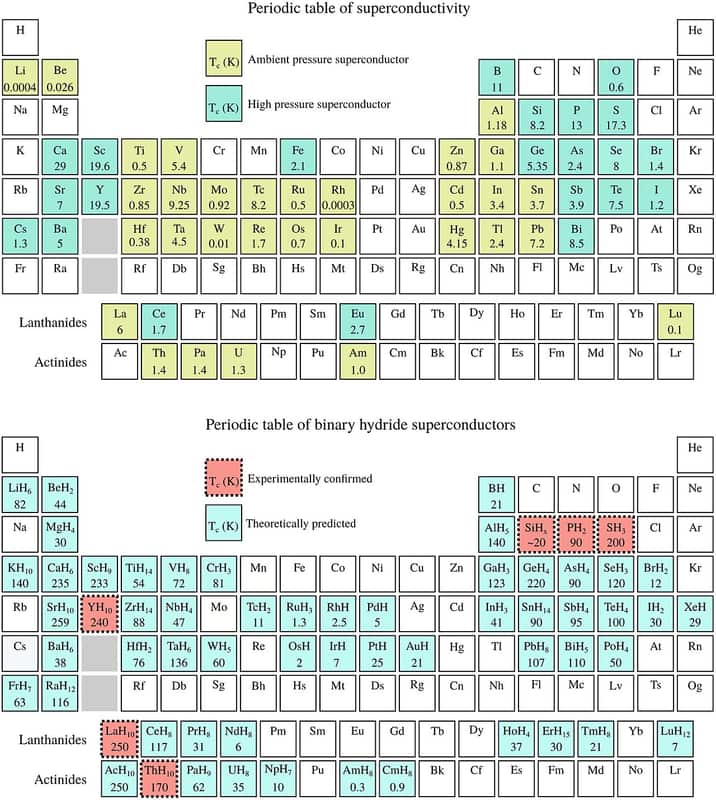 Periodic table of superconductivity
H He
T_c (K) Ambient pressure superconductor
Li Be B C N O F Ne
0.0004 0.026 11 0.6
T_c (K) High pressure superconductor
Na Mg Al Si P S Cl Ar
1.18 8.2 13 17.3
K Ca Sc Ti V Cr Mn Fe Co Ni Cu Zn Ga Ge As Se Br Kr
29 19.6 0.5 5.4 2.1 0.87 1.1 5.35 2.4 8 1.4
Rb Sr Y Zr Nb Mo Tc Ru Rh Pd Ag Cd In Sn Sb Te I Xe
7 19.5 0.85 9.25 0.92 8.2 0.5 0.0003 0.5 3.4 3.7 3.9 7.5 1.2
Cs Ba Hf Ta W Re Os Ir Pt Au Hg Tl Pb Bi Po At Rn
1.3 5 0.38 4.5 0.01 1.7 0.7 0.1 4.15 2.4 7.2 8.5
Fr Ra Rf Db Sg Bh Hs Mt Ds Rg Cn Nh Fl Mc Lv Ts Og
Lanthanides La Ce Pr Nd Pm Sm Eu Gd Tb Dy Ho Er Tm Yb Lu
6 1.7 2.7 0.1
Actinides Ac Th Pa U Np Pu Am Cm Bk Cf Es Fm Md No Lr
1.4 1.4 1.3 1.0
Periodic table of binary hydride superconductors
H He
T_c (K) Experimentally confirmed
LiH₆ BeH₂ BH C N O F Ne
82 44 21
T_c (K) Theoretically predicted
Na MgH₄ AlH₅ SiHₓ PH₂ SH₃ Cl Ar
30 140 ~20 90 200
KH₁₀ CaH₆ ScH₉ TiH₁₄ VH₈ CrH₃ Mn Fe Co Ni Cu Zn GaH₃ GeH₄ AsH₄ SeH₃ BrH₂ Kr
140 235 233 54 72 81 123 220 90 120 12
Rb SrH₁₀ YH₁₀ ZrH₁₄ NbH₄ Mo TcH₂ RuH₃ RhH PdH Ag Cd InH₃ SnH₁₄ SbH₄ TeH₄ IH₂ XeH
259 240 88 47 11 1.3 2.5 5 41 90 95 100 30 29
Cs BaH₆ HfH₂ TaH₆ WH₅ Re OsH IrH PtH AuH Hg Tl PbH₈ BiH₅ PoH₄ At Rn
38 76 136 60 2 7 25 21 107 110 50
FrH₇ RaH₁₂ Rf Db Sg Bh Hs Mt Ds Rg Cn Nh Fl Mc Lv Ts Og
63 116
Lanthanides LaH₁₀ CeH₈ PrH₈ NdH₈ Pm Sm Eu Gd Tb Dy HoH₄ ErH₁₅ TmH₈ Yb LuH₁₂
250 117 31 6 37 30 21 7
Actinides AcH₁₀ ThH₁₀ PaH₉ UH₈ NpH₇ Pu AmH₈ CmH₈ Bk Cf Es Fm Md No Lr
250 170 62 35 10 0.3 0.9